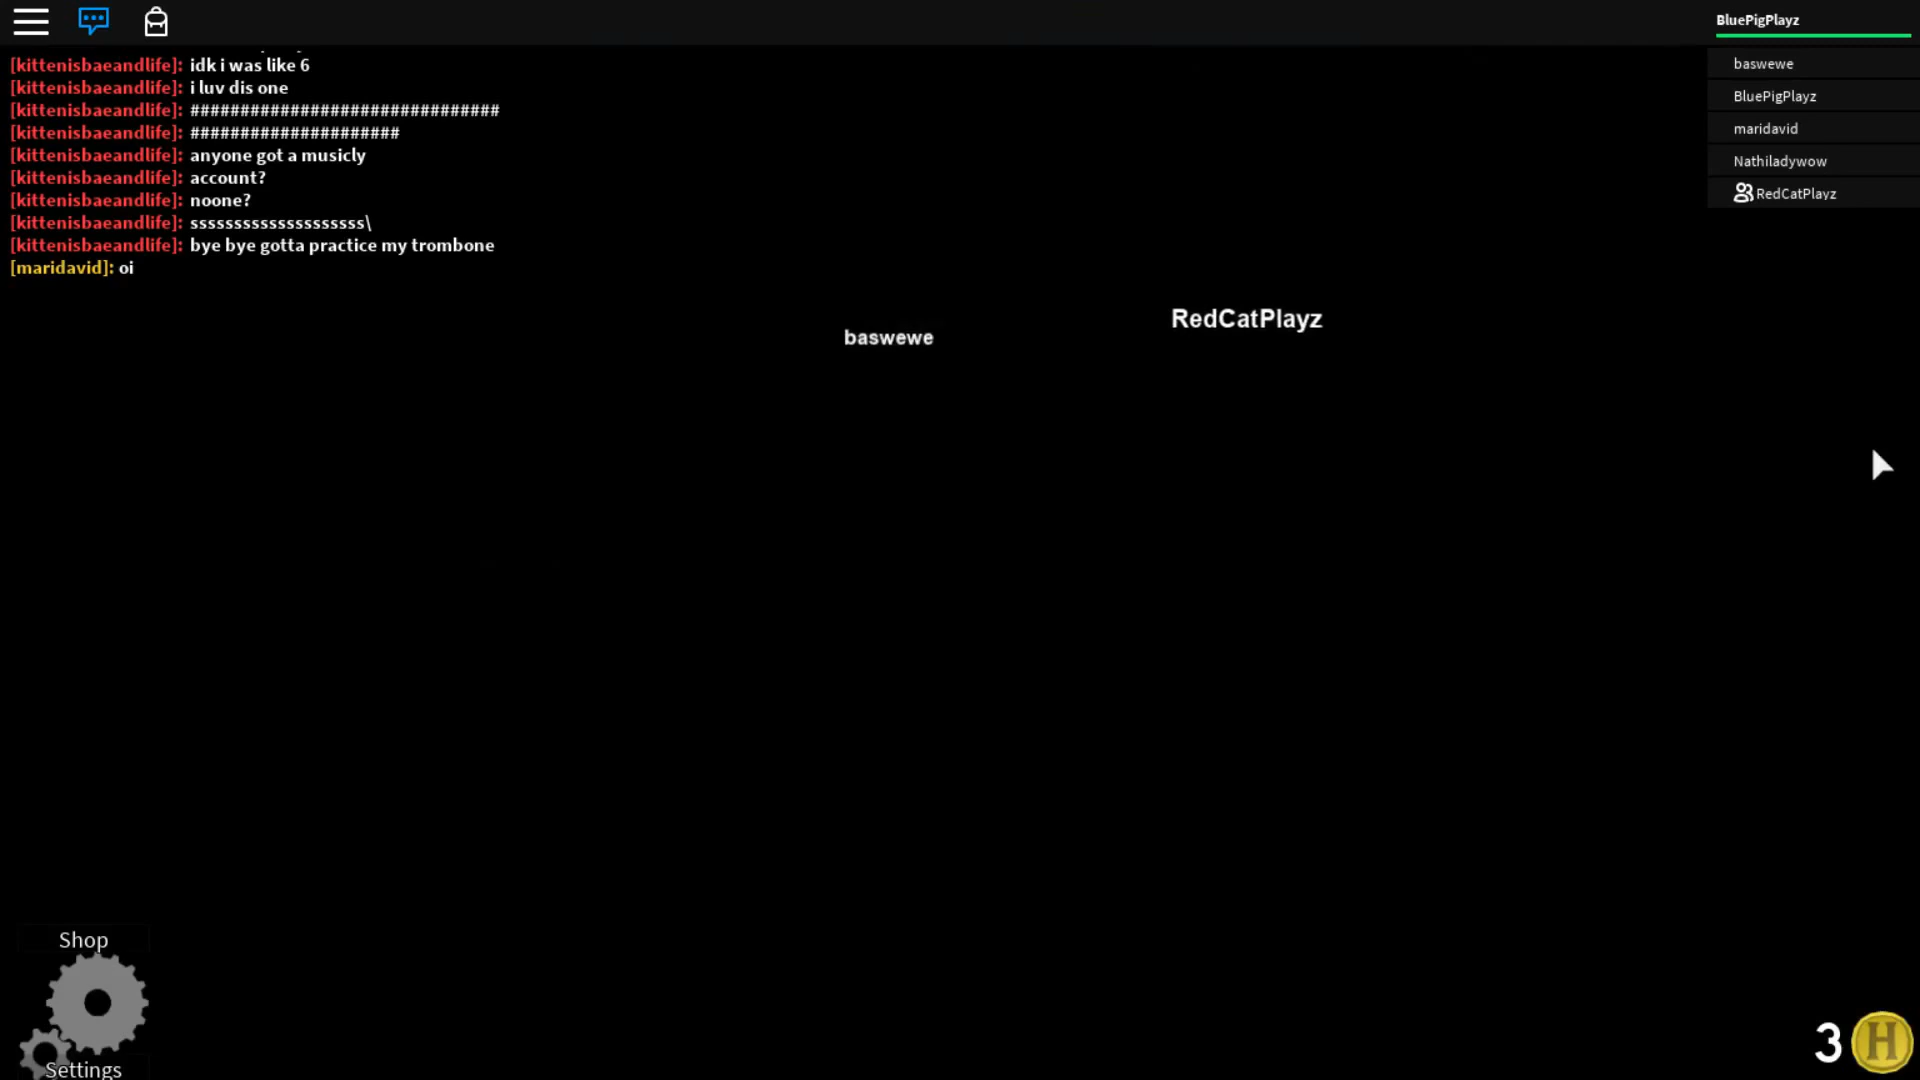 BluePigPlayz
[kittenisbaeandlife]: idk i was like 6
[kittenisbaeandlife]: i luv dis one
[kittenisbaeandlife]: ###############################
[kittenisbaeandlife]: #####################
[kittenisbaeandlife]: anyone got a musicly
[kittenisbaeandlife]: account?
[kittenisbaeandlife]: noone?
[kittenisbaeandlife]: ssssssssssssssssssss\
[kittenisbaeandlife]: bye bye gotta practice my trombone
[maridavid]: oi
baswewe
BluePigPlayz
maridavid
Nathiladywow
RedCatPlayz
RedCatPlayz
baswewe
Shop
Settings
3 H